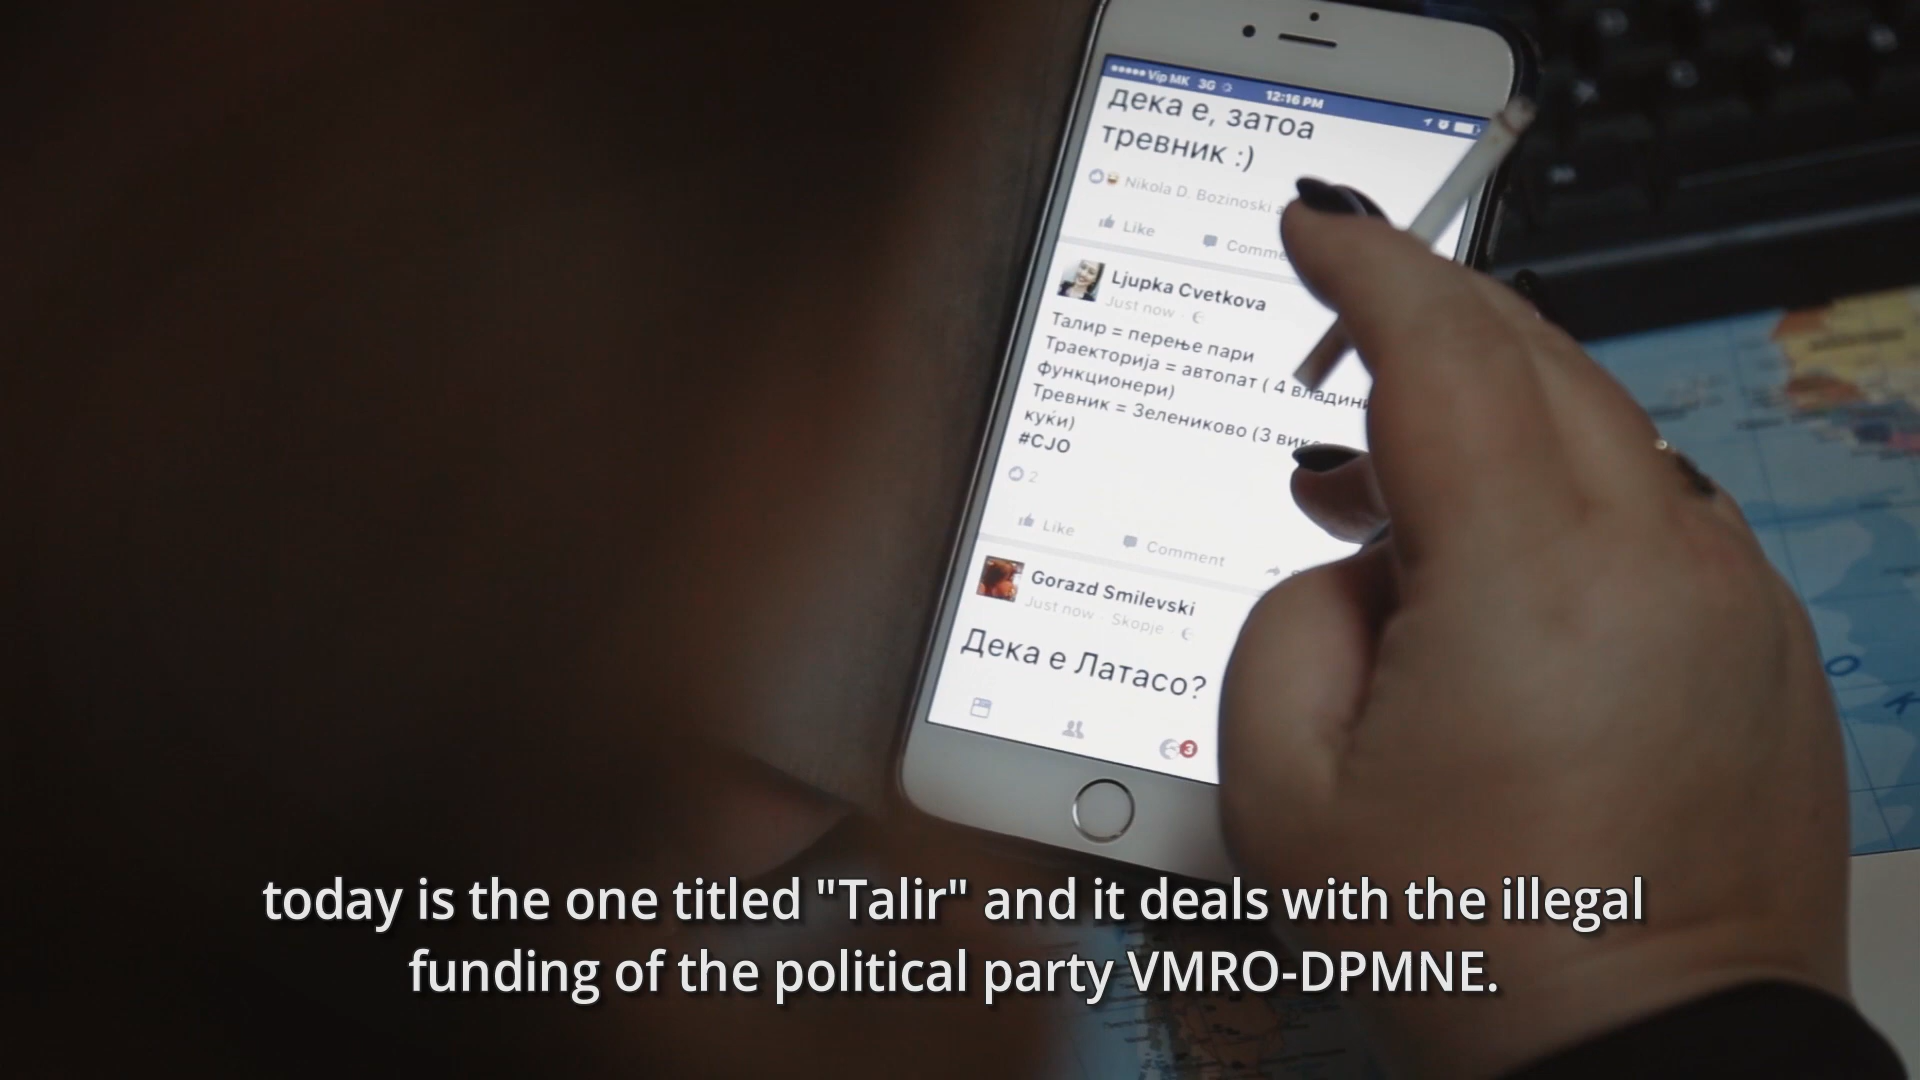 Vip MK 3G 12:16 PM
дека е, затоа
тревник :)
Nikola D. Bozinoski
Like
Ljupka Cvetkova
Just now
Талир = перење пари
Траекторија = автопат ( 4 владини
функционери)
Тревник = Зелениково (3
куќи)
#СЈО
2
Like Comment
Gorazd Smilevski
Just now · Skopje
Дека е Латасо?
3
today is the one titled "Talir" and it deals with the illegal
funding of the political party VMRO-DPMNE.